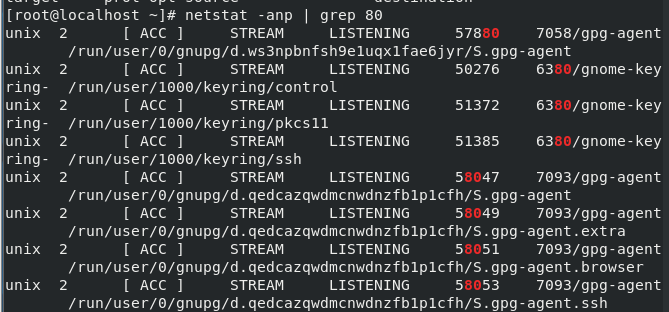 target     prot opt source               destination
[root@localhost ~]# netstat -anp | grep 80
unix  2      [ ACC ]     STREAM     LISTENING     57880    7058/gpg-agent
       /run/user/0/gnupg/d.ws3npbnfsh9e1uqx1fae6jyr/S.gpg-agent
unix  2      [ ACC ]     STREAM     LISTENING     50276    6380/gnome-key
ring-  /run/user/1000/keyring/control
unix  2      [ ACC ]     STREAM     LISTENING     51372    6380/gnome-key
ring-  /run/user/1000/keyring/pkcs11
unix  2      [ ACC ]     STREAM     LISTENING     51385    6380/gnome-key
ring-  /run/user/1000/keyring/ssh
unix  2      [ ACC ]     STREAM     LISTENING     58047    7093/gpg-agent
       /run/user/0/gnupg/d.qedcazqwdmcnwdnzfb1p1cfh/S.gpg-agent
unix  2      [ ACC ]     STREAM     LISTENING     58049    7093/gpg-agent
       /run/user/0/gnupg/d.qedcazqwdmcnwdnzfb1p1cfh/S.gpg-agent.extra
unix  2      [ ACC ]     STREAM     LISTENING     58051    7093/gpg-agent
       /run/user/0/gnupg/d.qedcazqwdmcnwdnzfb1p1cfh/S.gpg-agent.browser
unix  2      [ ACC ]     STREAM     LISTENING     58053    7093/gpg-agent
       /run/user/0/gnupg/d.qedcazqwdmcnwdnzfb1p1cfh/S.gpg-agent.ssh